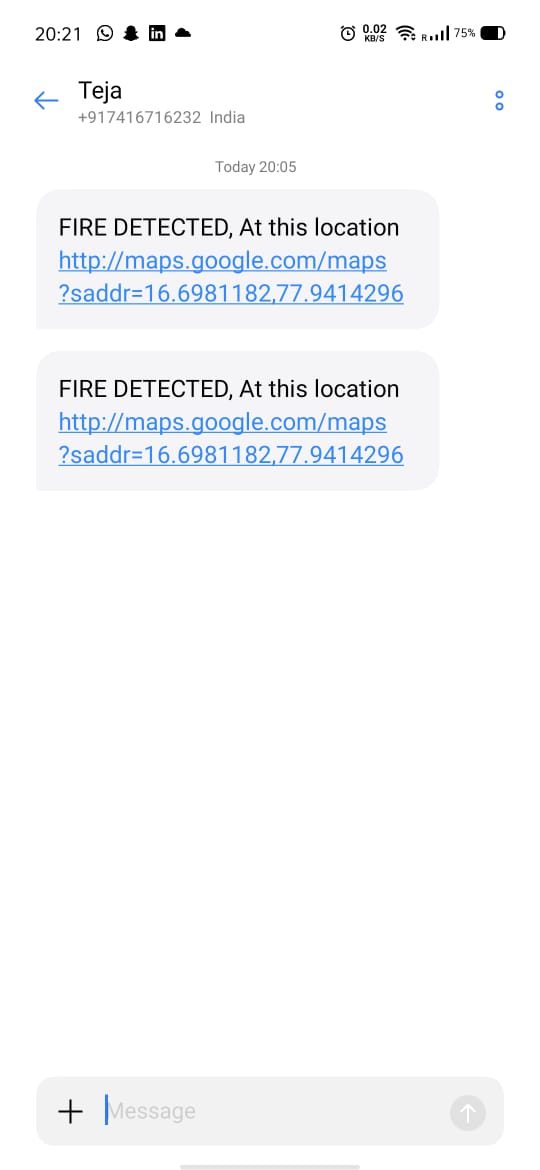 20:21 in 0.02 KB/S R 75%
Teja
+917416716232 India
Today 20:05
FIRE DETECTED, At this location
http://maps.google.com/maps
?saddr=16.6981182,77.9414296
FIRE DETECTED, At this location
http://maps.google.com/maps
?saddr=16.6981182,77.9414296
Message